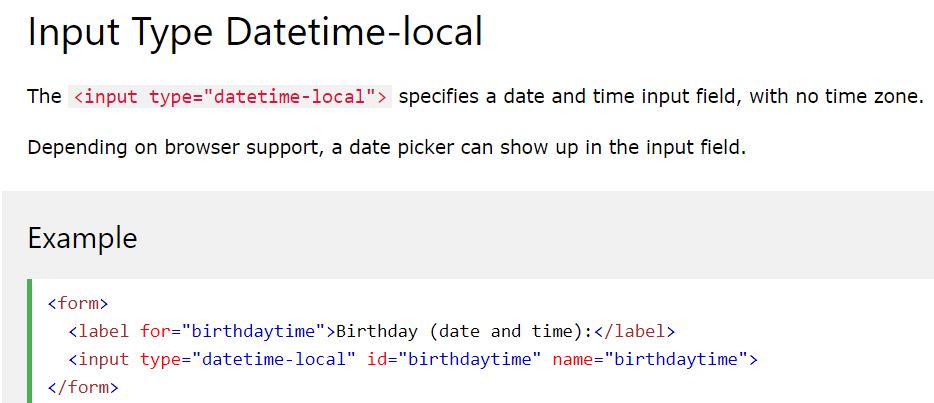 Input Type Datetime-local
The <input type="datetime-local"> specifies a date and time input field, with no time zone.
Depending on browser support, a date picker can show up in the input field.
Example
<form>
  <label for="birthdaytime">Birthday (date and time):</label>
  <input type="datetime-local" id="birthdaytime" name="birthdaytime">
</form>